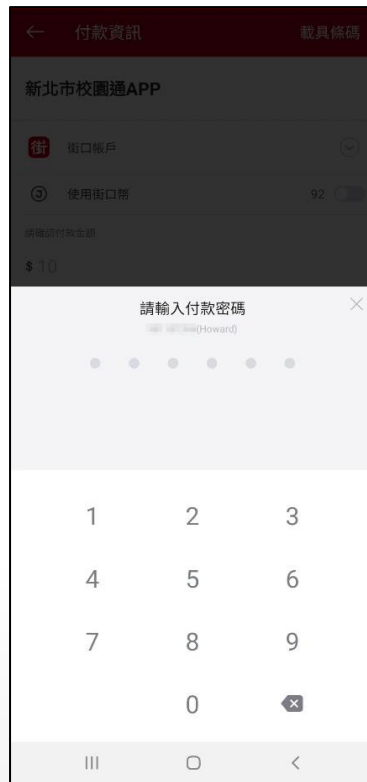 付款資訊 載具條碼
新北市校園通APP
街 街口帳戶
J 使用街口幣 92
請確認付款金額
$ 10
請輸入付款密碼
(Howard)
1 2 3
4 5 6
7 8 9
0